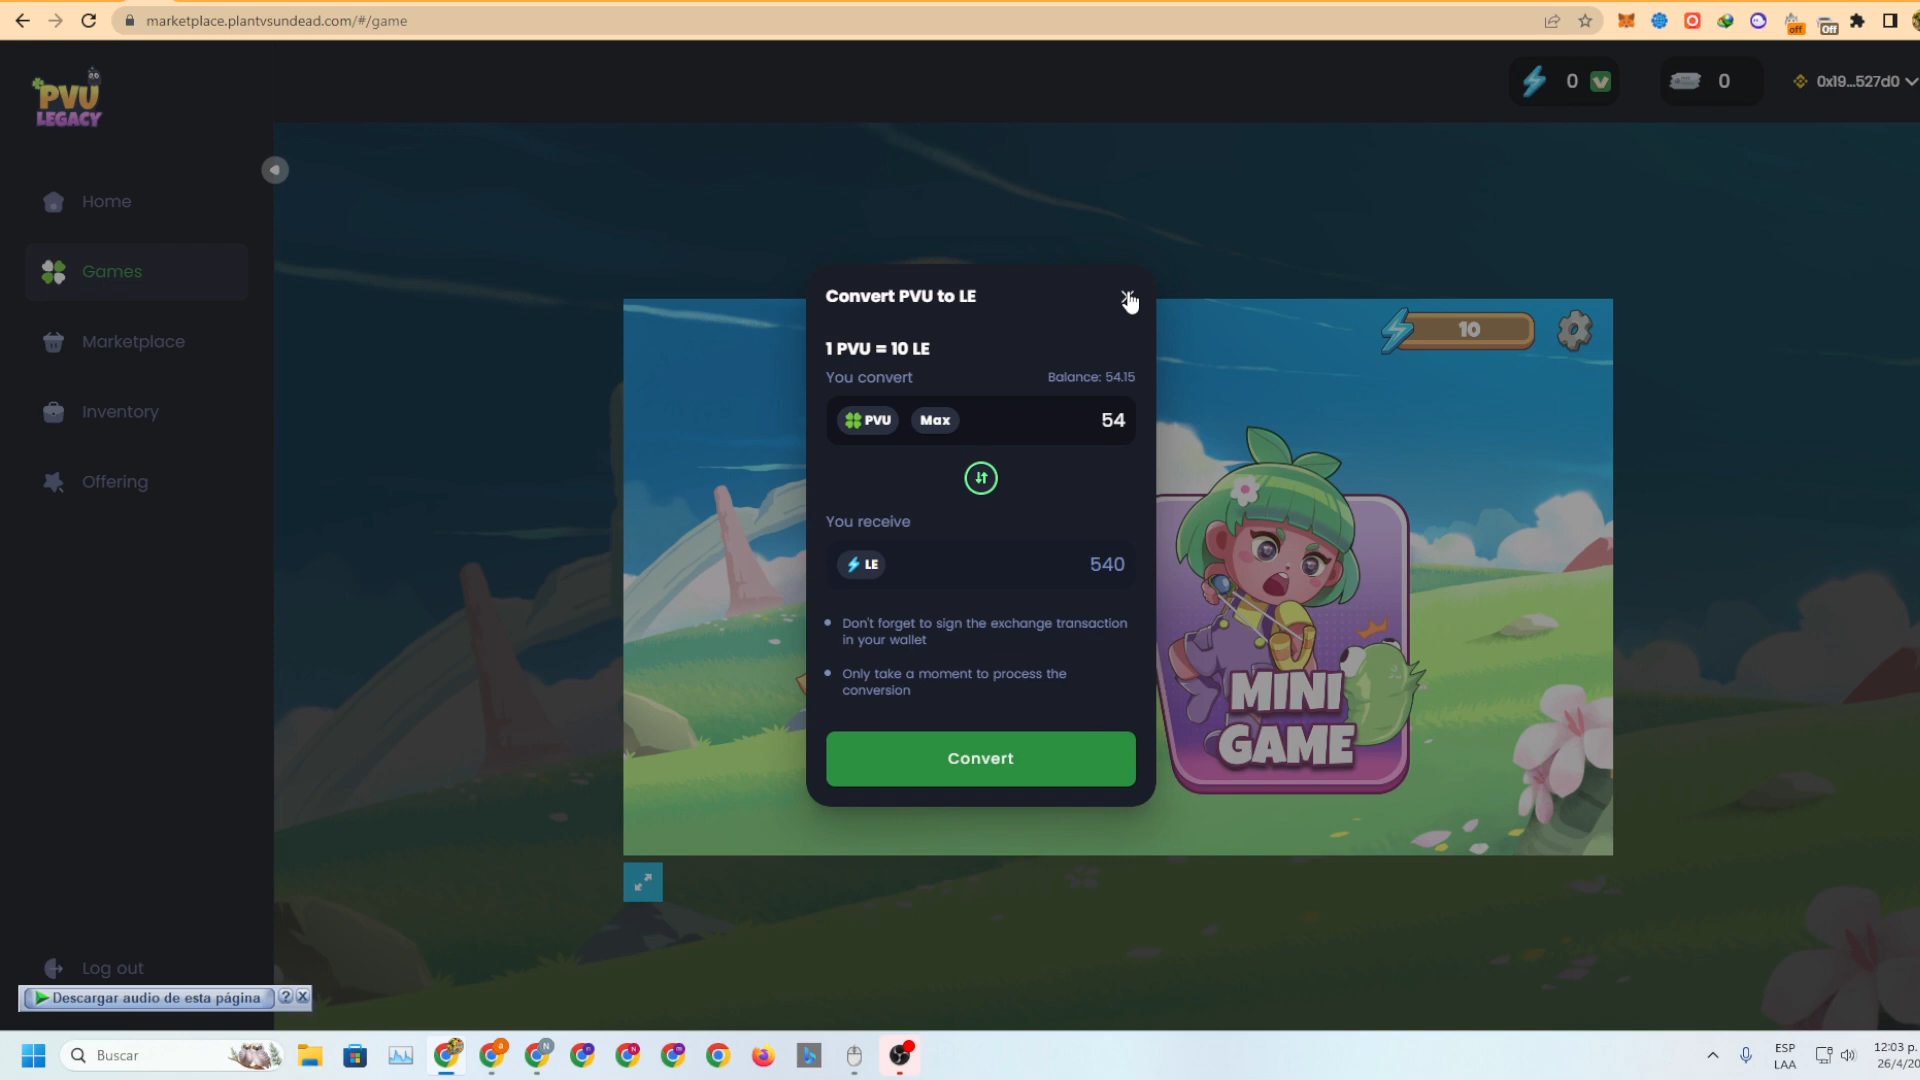 marketplace.plantvsundead.com/#/game
off
Off
PVU
LEGACY
0
0
0x19...527d0
Home
Games
Marketplace
Inventory
Offering
Log out
Convert PVU to LE
1 PVU = 10 LE
You convert
Balance: 54.15
PVU
Max
54
You receive
LE
540
Don't forget to sign the exchange transaction
in your wallet
Only take a moment to process the
conversion
Convert
10
MINI
GAME
Descargar audio de esta página
?
X
Buscar
ESP
LAA
12:03 p.
26/4/20